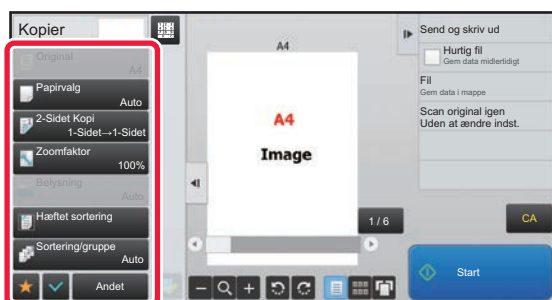 Kopier
Original
A4
Papirvalg
Auto
2-Sidet Kopi
1-Sidet→1-Sidet
Zoomfaktor
100%
Belysning
Auto
Hæftet sortering
Sortering/gruppe
Auto
Andet
A4
A4
Image
1 / 6
Send og skriv ud
Hurtig fil
Gem data midlertidigt
Fil
Gem data i mappe
Scan original igen
Uden at ændre indst.
CA
Start